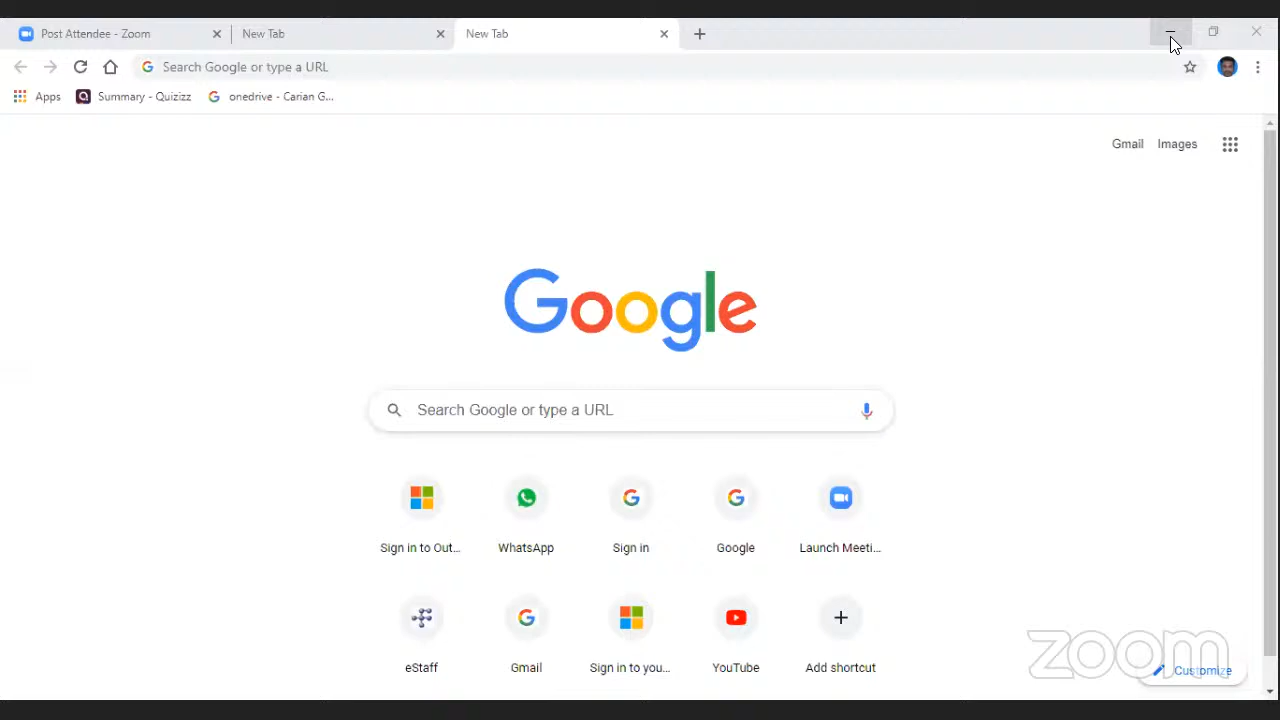 Post Attendee - Zoom
New Tab
New Tab
Search Google or type a URL
Apps
Summary - Quizizz
onedrive - Carian G...
Gmail
Images
Google
Search Google or type a URL
Sign in to Out...
WhatsApp
Sign in
Google
Launch Meeti...
eStaff
Gmail
Sign in to you...
YouTube
Add shortcut
zoom
Customize